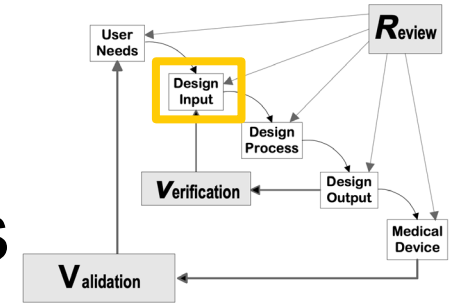 User
Needs
Review
Design
Input
Design
Process
Verification
Design
Output
s
Medical
Device
Validation